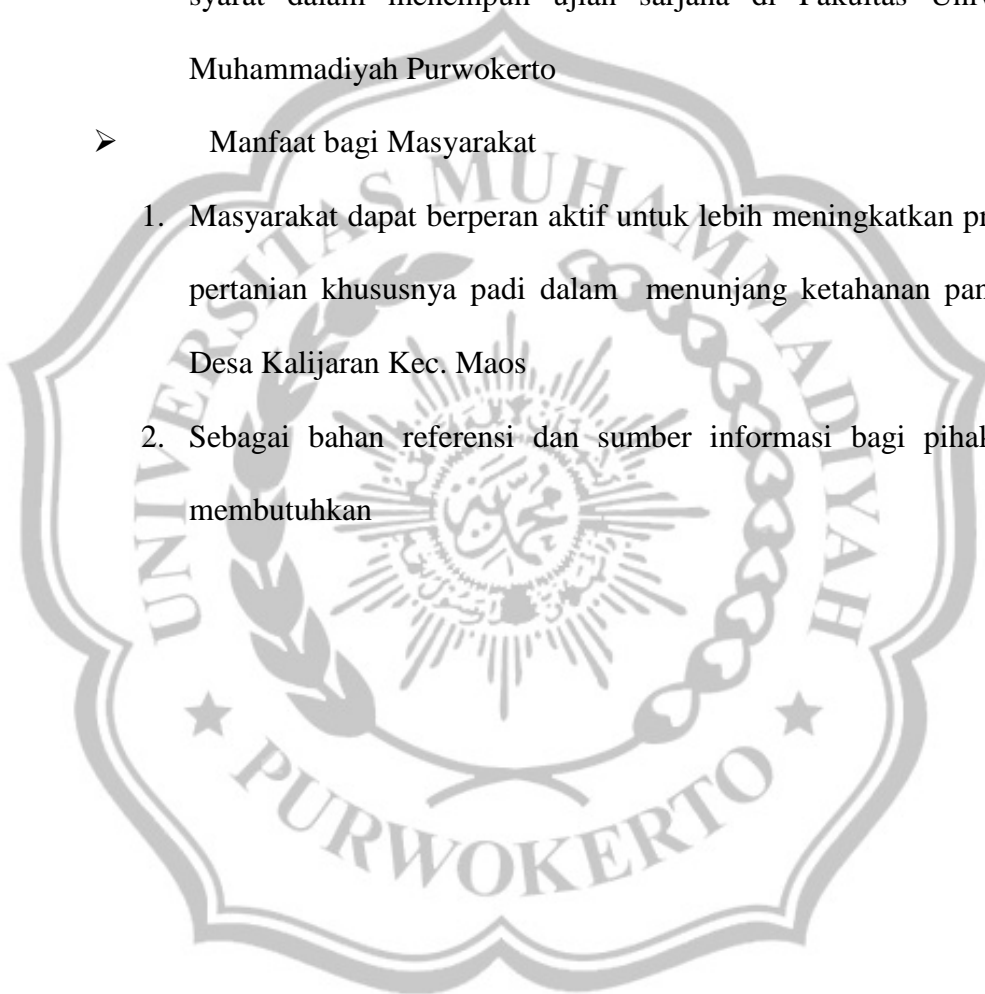 syarat dalam menempuh ujian sarjana di Fakultas
Muhammadiyah Purwokerto
➢ Manfaat bagi Masyarakat
1. Masyarakat dapat berperan aktif untuk lebih meningkatkan
pertanian khususnya padi dalam menunjang ketahanan
Desa Kalijaran Kec. Maos
2. Sebagai bahan referensi dan sumber informasi bagi pihak
membutuhkan
UNIVERSITAS MUHAMMADIYAH
PURWOKERTO